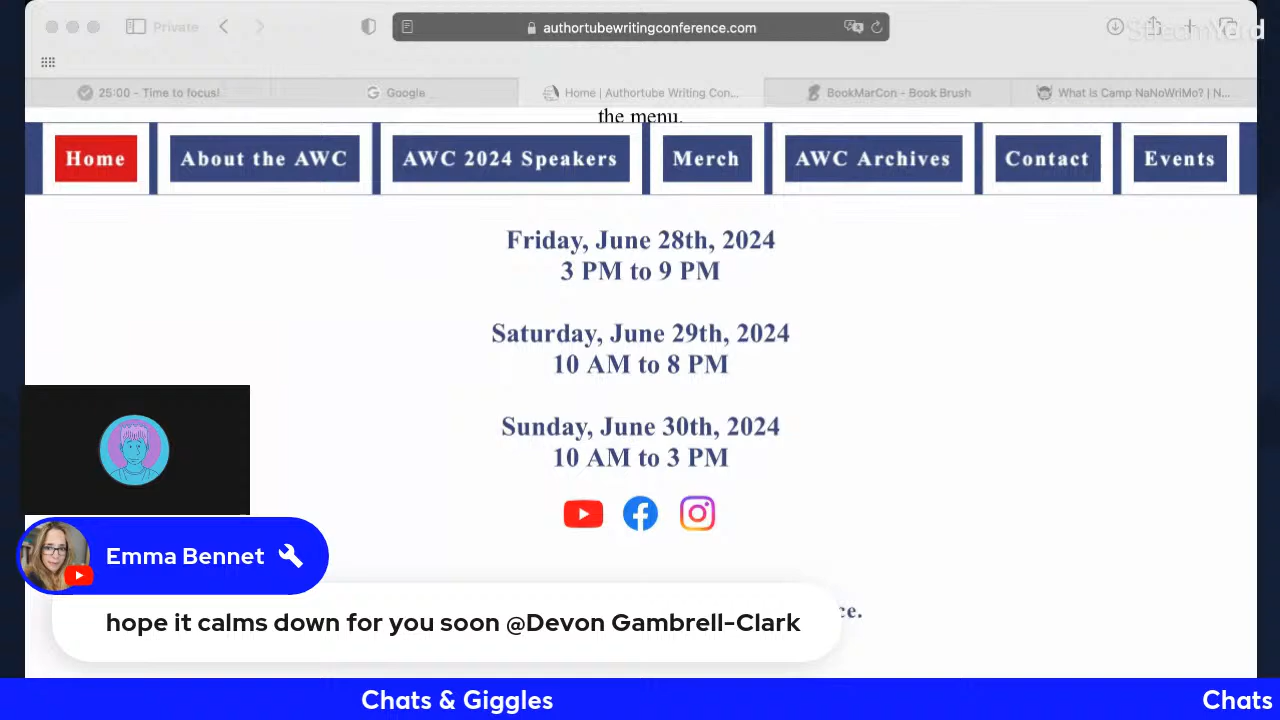 Private
authortubewritingconference.com
StreamYard
25:00 - Time to focus!
Google
Home | Authortube Writing Con...
BookMarCon - Book Brush
What is Camp NaNoWriMo? | N...
the menu.
Home
About the AWC
AWC 2024 Speakers
Merch
AWC Archives
Contact
Events
Friday, June 28th, 2024
3 PM to 9 PM
Saturday, June 29th, 2024
10 AM to 8 PM
Sunday, June 30th, 2024
10 AM to 3 PM
Emma Bennet
ce.
hope it calms down for you soon @Devon Gambrell-Clark
Chats & Giggles
Chats